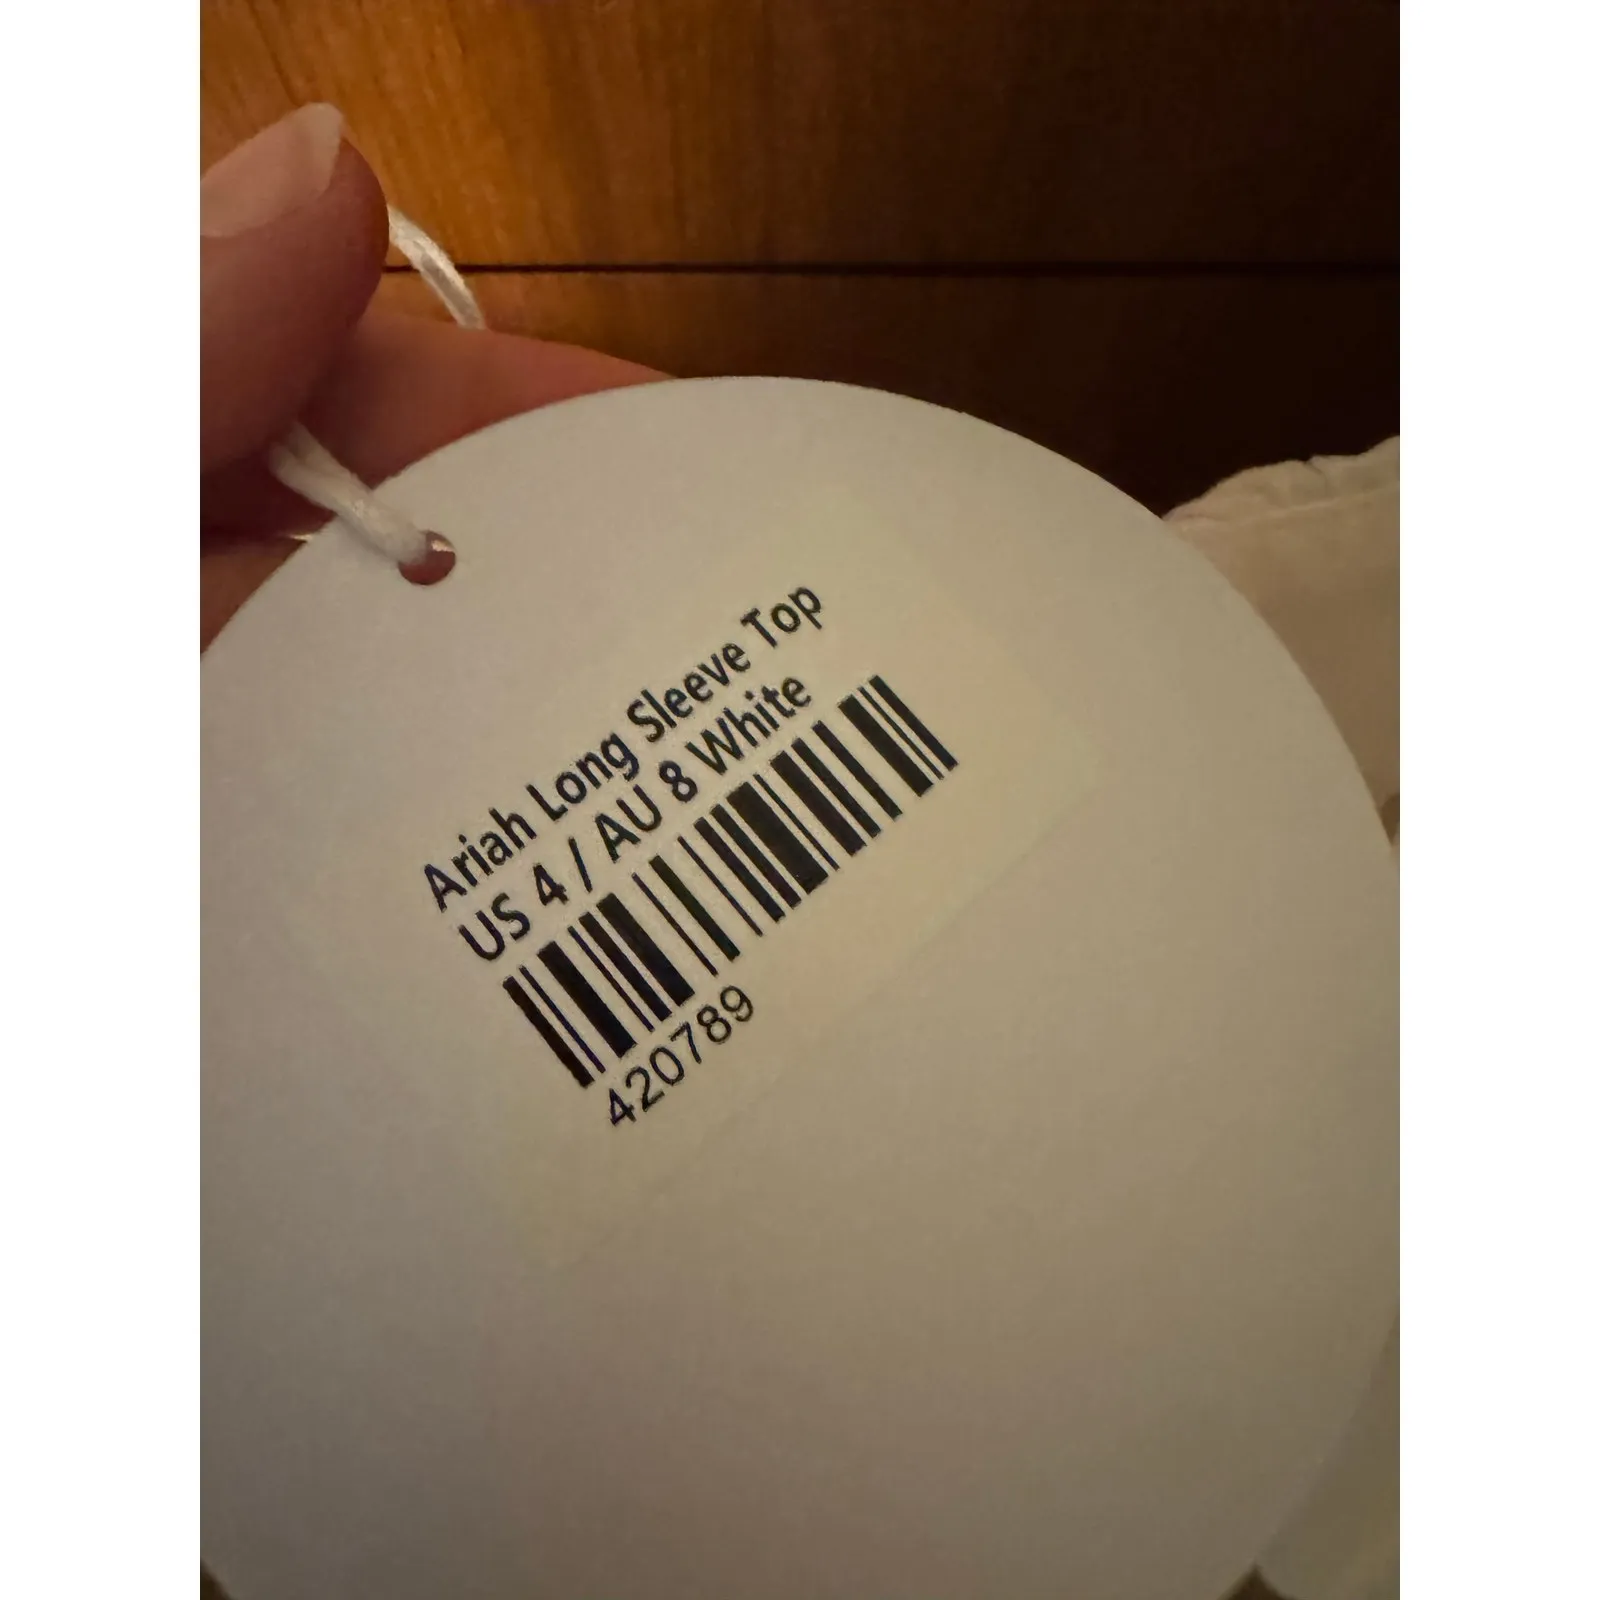 Ariah Long Sleeve Top
US 4 / AU 8 White
420789